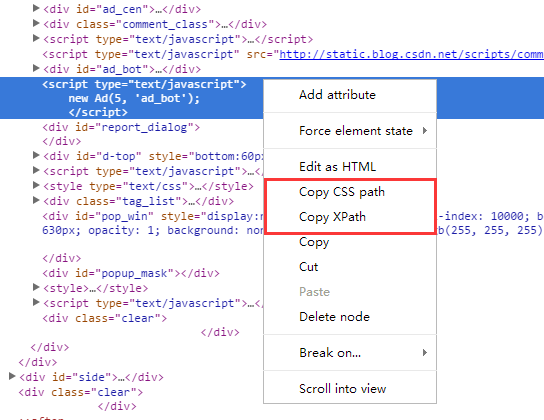 <div id="ad_cen">…</div>
<div class="comment_class">…</div>
<script type="text/javascript">…</script>
<script type="text/javascript" src="http://static.blog.csdn.net/scripts/comm
<div id="ad_bot">…</div>
<script type="text/javascript">
new Ad(5, 'ad_bot');
</script>
Add attribute
<div id="report_dialog">
Force element state
</div>
<div id="d-top" style="bottom:60px
<script type="text/javascript">…</s
Edit as HTML
<style type="text/css">…</style>
Copy CSS path
<div class="tag_list">…</div>
<div id="pop_win" style="display:n
-index: 10000;
Copy XPath
630px; opacity: 1; background: non
b(255, 255, 255)
Copy
</div>
Cut
<div id="popup_mask"></div>
<style>…</style>
Paste
<script type="text/javascript">…</s
<div class="clear">
Delete node
</div>
</div>
Break on...
</div>
<div id="side">…</div>
Scroll into view
<div class="clear">
</div>